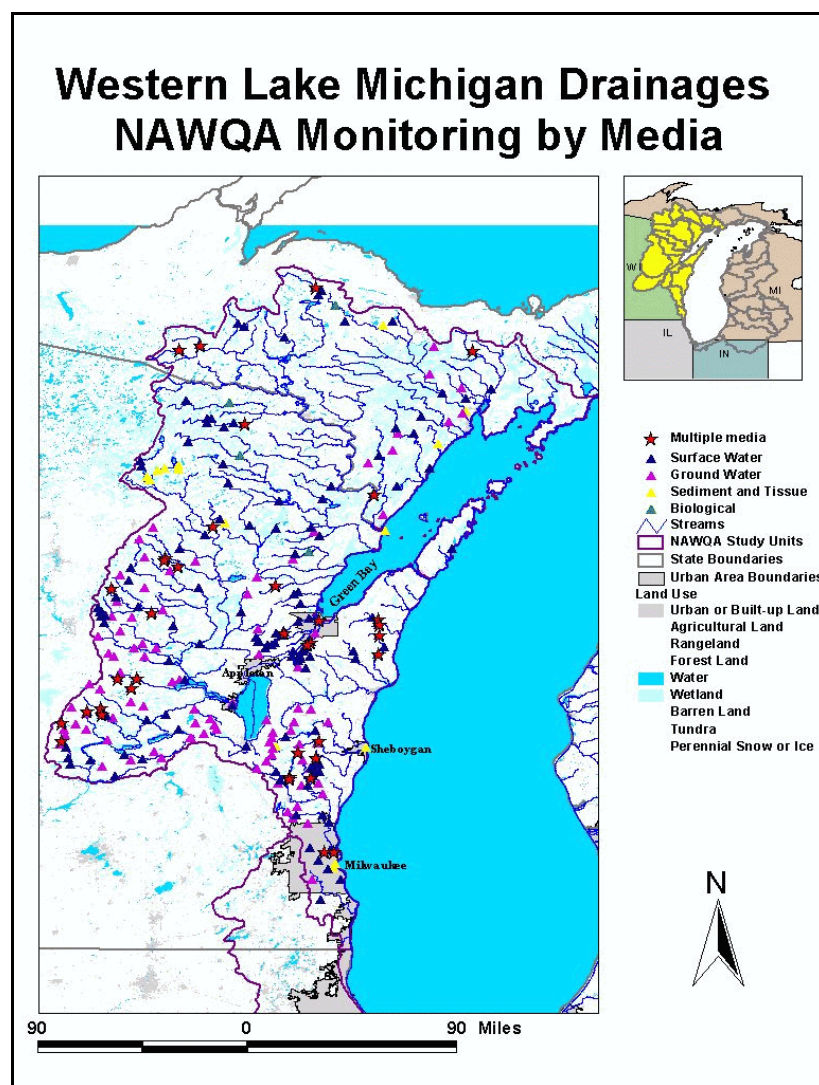 Western Lake Michigan Drainages
NAWQA Monitoring by Media
WI
MI
IL
IN
Multiple media
Surface Water
Ground Water
Sediment and Tissue
Biological
Streams
NAWQA Study Units
State Boundaries
Urban Area Boundaries
Land Use
Urban or Built-up Land
Agricultural Land
Rangeland
Forest Land
Water
Wetland
Barren Land
Tundra
Perennial Snow or Ice
Green Bay
Appleton
Sheboygan
Milwaukee
N
90 0 90 Miles